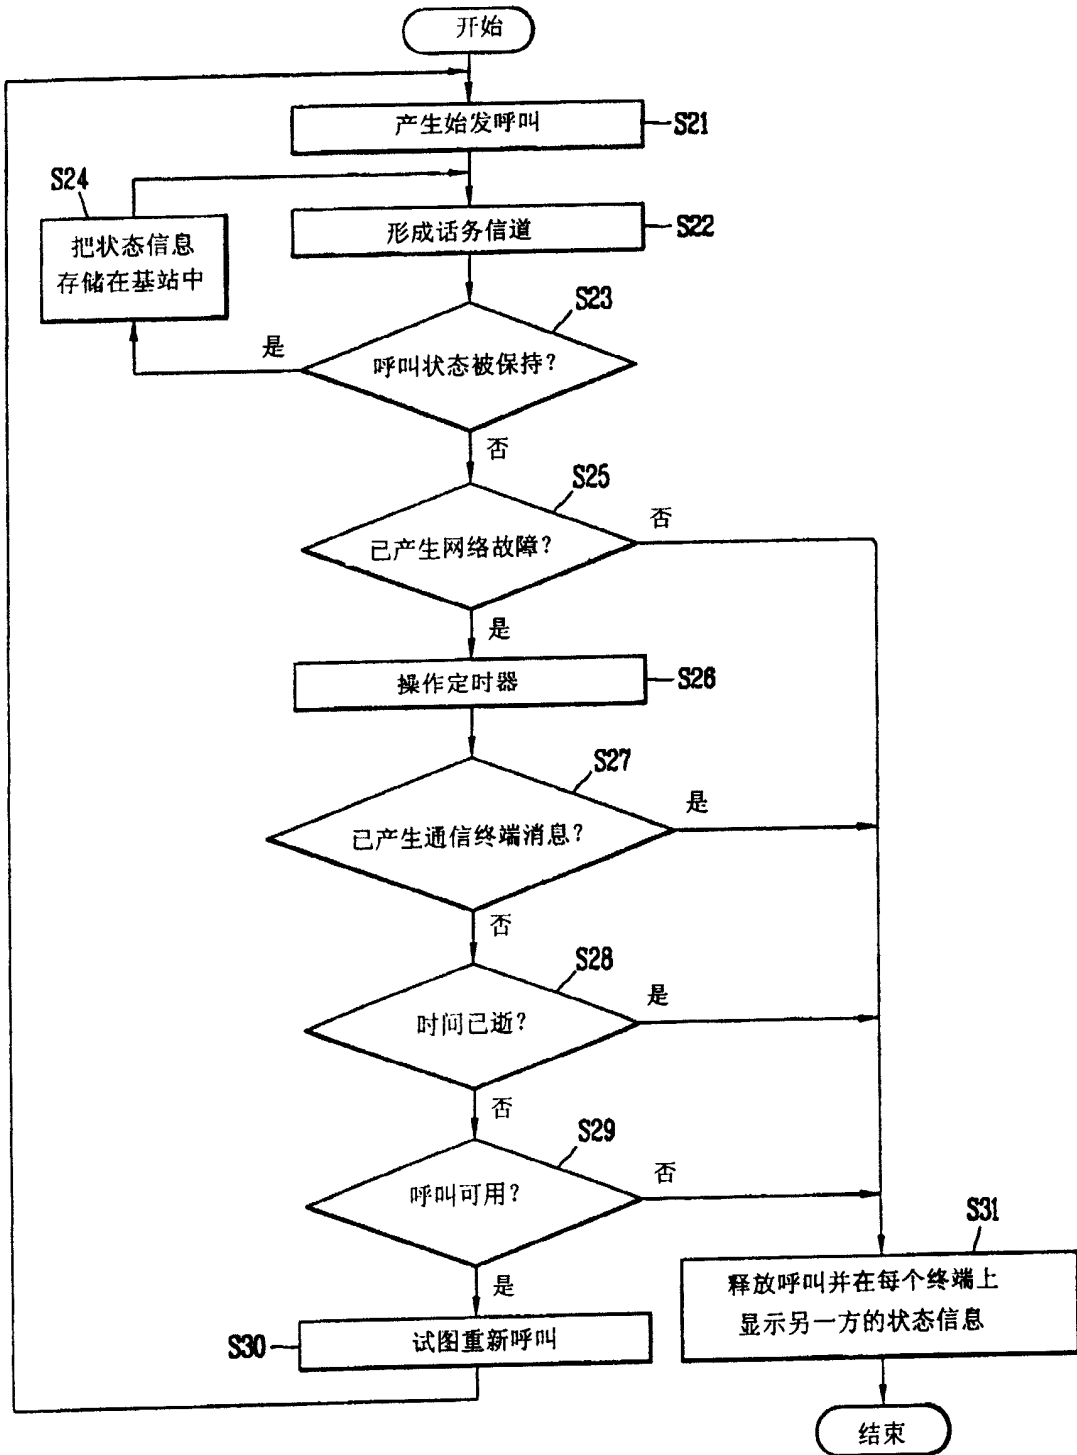 开始
产生始发呼叫
S21
S24
把状态信息
存储在基站中
形成话务信道
S22
S23
是
呼叫状态被保持?
否
S25
否
已产生网络故障?
是
操作定时器
S26
S27
是
已产生通信终端消息?
否
S28
是
时间已逝?
否
S29
否
呼叫可用?
S31
是
释放呼叫并在每个终端上
显示另一方的状态信息
S30
试图重新呼叫
结束